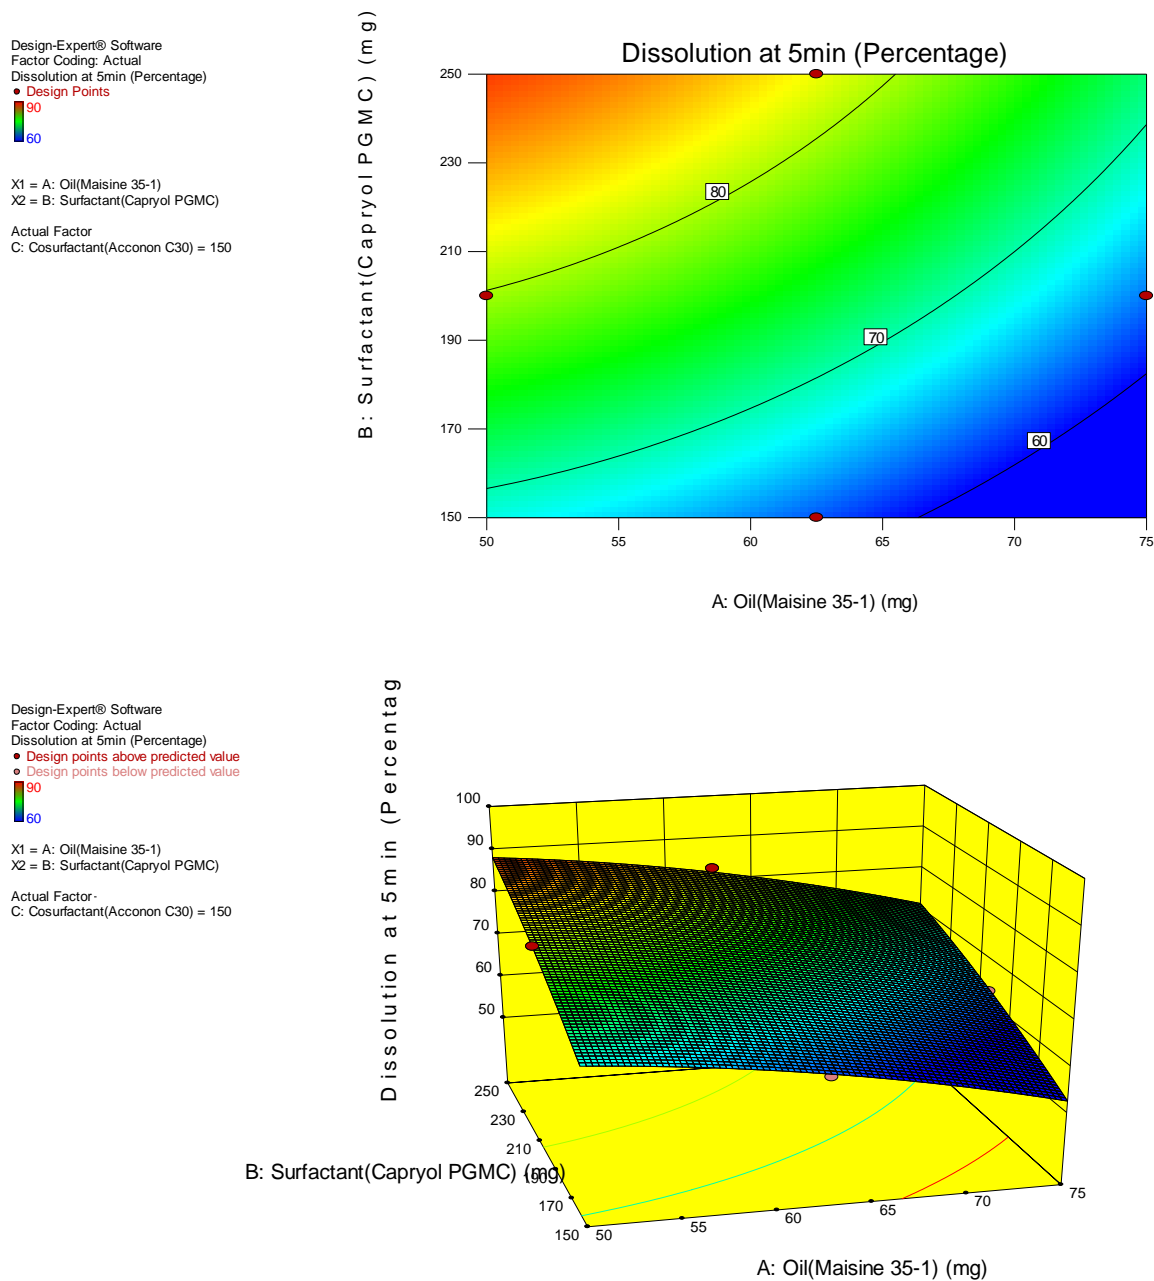 Design-Expert® Software
Factor Coding: Actual
Dissolution at 5min (Percentage)
Design Points
90
60
X1 = A: Oil(Maisine 35-1)
X2 = B: Surfactant(Capryol PGMC)
Actual Factor
C: Cosurfactant(Acconon C30) = 150
Dissolution at 5min (Percentage)
B: Surfactant(Capryol PGMC) (mg)
250
230
210
190
170
150
80
70
60
50 55 60 65 70 75
A: Oil(Maisine 35-1) (mg)
Design-Expert® Software
Factor Coding: Actual
Dissolution at 5min (Percentage)
Design points above predicted value
Design points below predicted value
90
60
X1 = A: Oil(Maisine 35-1)
X2 = B: Surfactant(Capryol PGMC)
Actual Factor
C: Cosurfactant(Acconon C30) = 150
Dissolution at 5min (Percentag
100
90
80
70
60
50
250
230
210
190
170
150
B: Surfactant(Capryol PGMC) (mg)
50 55 60 65 70 75
A: Oil(Maisine 35-1) (mg)